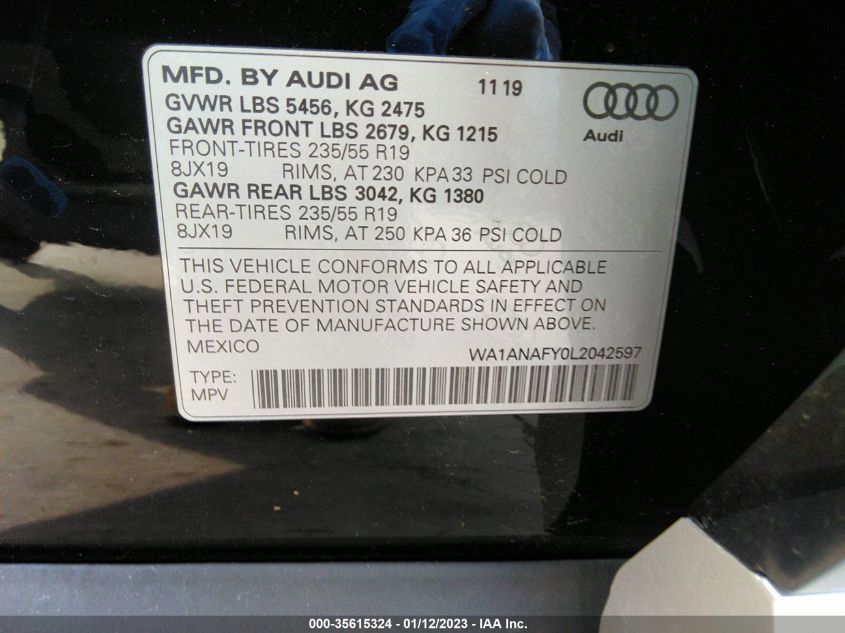 MFD. BY AUDI AG 11 19
GVWR LBS 5456, KG 2475
GAWR FRONT LBS 2679, KG 1215
Audi
FRONT-TIRES 235/55 R19
8JX19 RIMS, AT 230 KPA 33 PSI COLD
GAWR REAR LBS 3042, KG 1380
REAR-TIRES 235/55 R19
8JX19 RIMS, AT 250 KPA 36 PSI COLD
THIS VEHICLE CONFORMS TO ALL APPLICABLE
U.S. FEDERAL MOTOR VEHICLE SAFETY AND
THEFT PREVENTION STANDARDS IN EFFECT ON
THE DATE OF MANUFACTURE SHOWN ABOVE.
MEXICO WA1ANAFY0L2042597
TYPE:
MPV
000-35615324 - 01/12/2023 - IAA Inc.